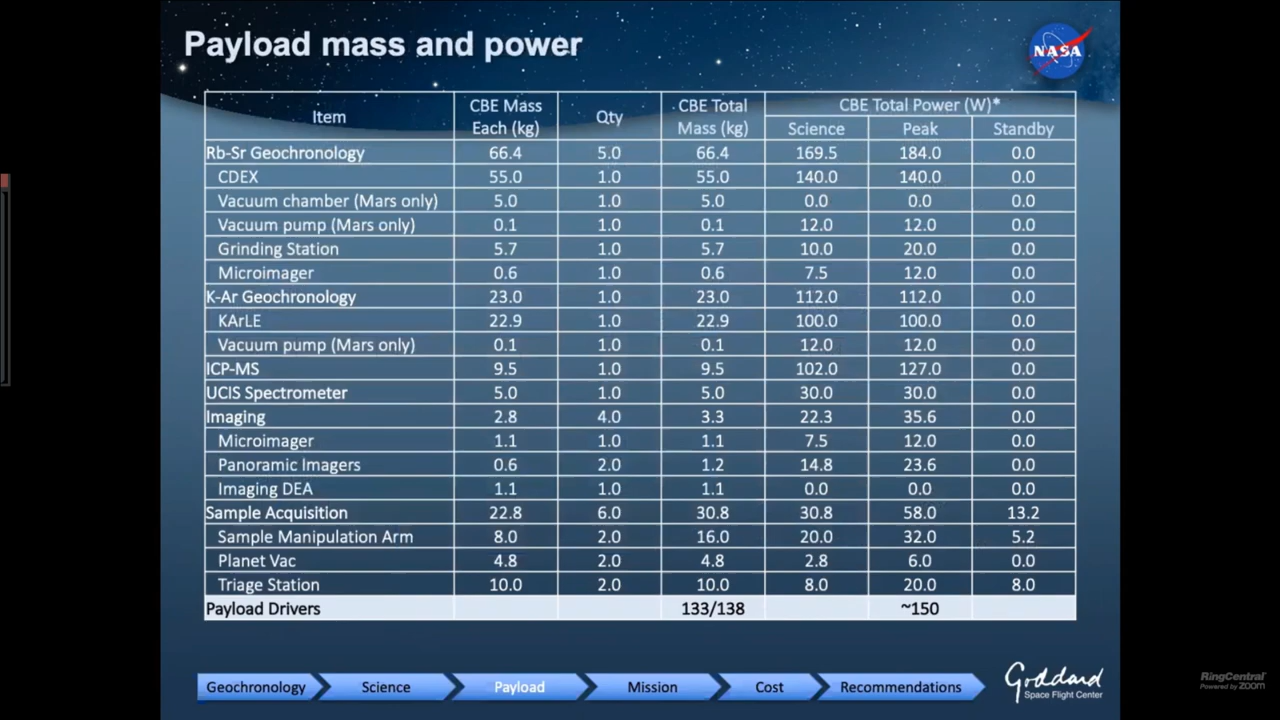 Payload mass and power
NASA
Item CBE Mass Each (kg) Qty CBE Total Mass (kg) CBE Total Power (W)*
Science Peak Standby
Rb-Sr Geochronology 66.4 5.0 66.4 169.5 184.0 0.0
CDEX 55.0 1.0 55.0 140.0 140.0 0.0
Vacuum chamber (Mars only) 5.0 1.0 5.0 0.0 0.0 0.0
Vacuum pump (Mars only) 0.1 1.0 0.1 12.0 12.0 0.0
Grinding Station 5.7 1.0 5.7 10.0 20.0 0.0
Microimager 0.6 1.0 0.6 7.5 12.0 0.0
K-Ar Geochronology 23.0 1.0 23.0 112.0 112.0 0.0
KArLE 22.9 1.0 22.9 100.0 100.0 0.0
Vacuum pump (Mars only) 0.1 1.0 0.1 12.0 12.0 0.0
ICP-MS 9.5 1.0 9.5 102.0 127.0 0.0
UCIS Spectrometer 5.0 1.0 5.0 30.0 30.0 0.0
Imaging 2.8 4.0 3.3 22.3 35.6 0.0
Microimager 1.1 1.0 1.1 7.5 12.0 0.0
Panoramic Imagers 0.6 2.0 1.2 14.8 23.6 0.0
Imaging DEA 1.1 1.0 1.1 0.0 0.0 0.0
Sample Acquisition 22.8 6.0 30.8 30.8 58.0 13.2
Sample Manipulation Arm 8.0 2.0 16.0 20.0 32.0 5.2
Planet Vac 4.8 2.0 4.8 2.8 6.0 0.0
Triage Station 10.0 2.0 10.0 8.0 20.0 8.0
Payload Drivers 133/138 ~150
Geochronology Science Payload Mission Cost Recommendations
Goddard
Space Flight Center
RingCentral
Powered by zoom